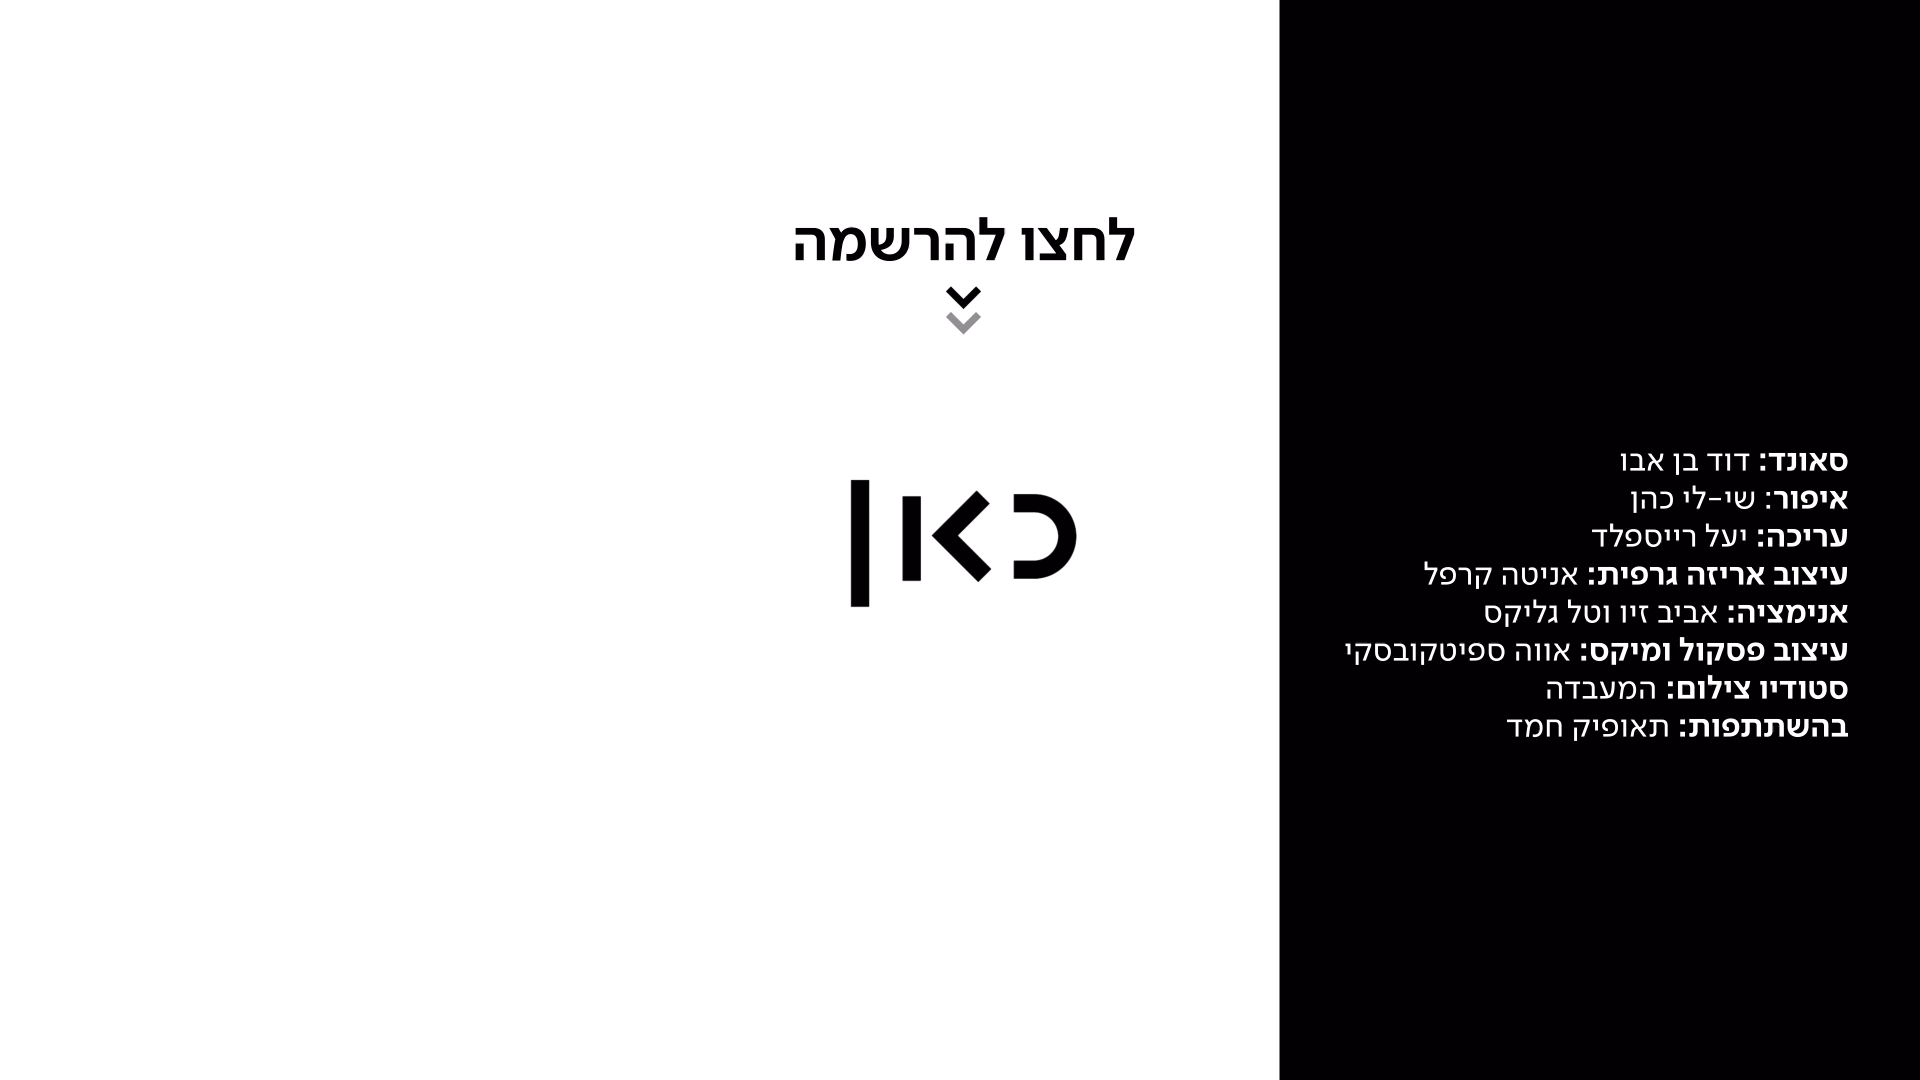 לחצו להרשמה
כאן
סאונד: דוד בן אבו
איפור: שי-לי כהן
עריכה: יעל רייספלד
עיצוב אריזה גרפית: אניטה קרפל
אנימציה: אביב זיו וטל גליקס
עיצוב פסקול ומיקס: אווה ספיטקובסקי
סטודיו צילום: המעבדה
בהשתתפות: תאופיק חמד